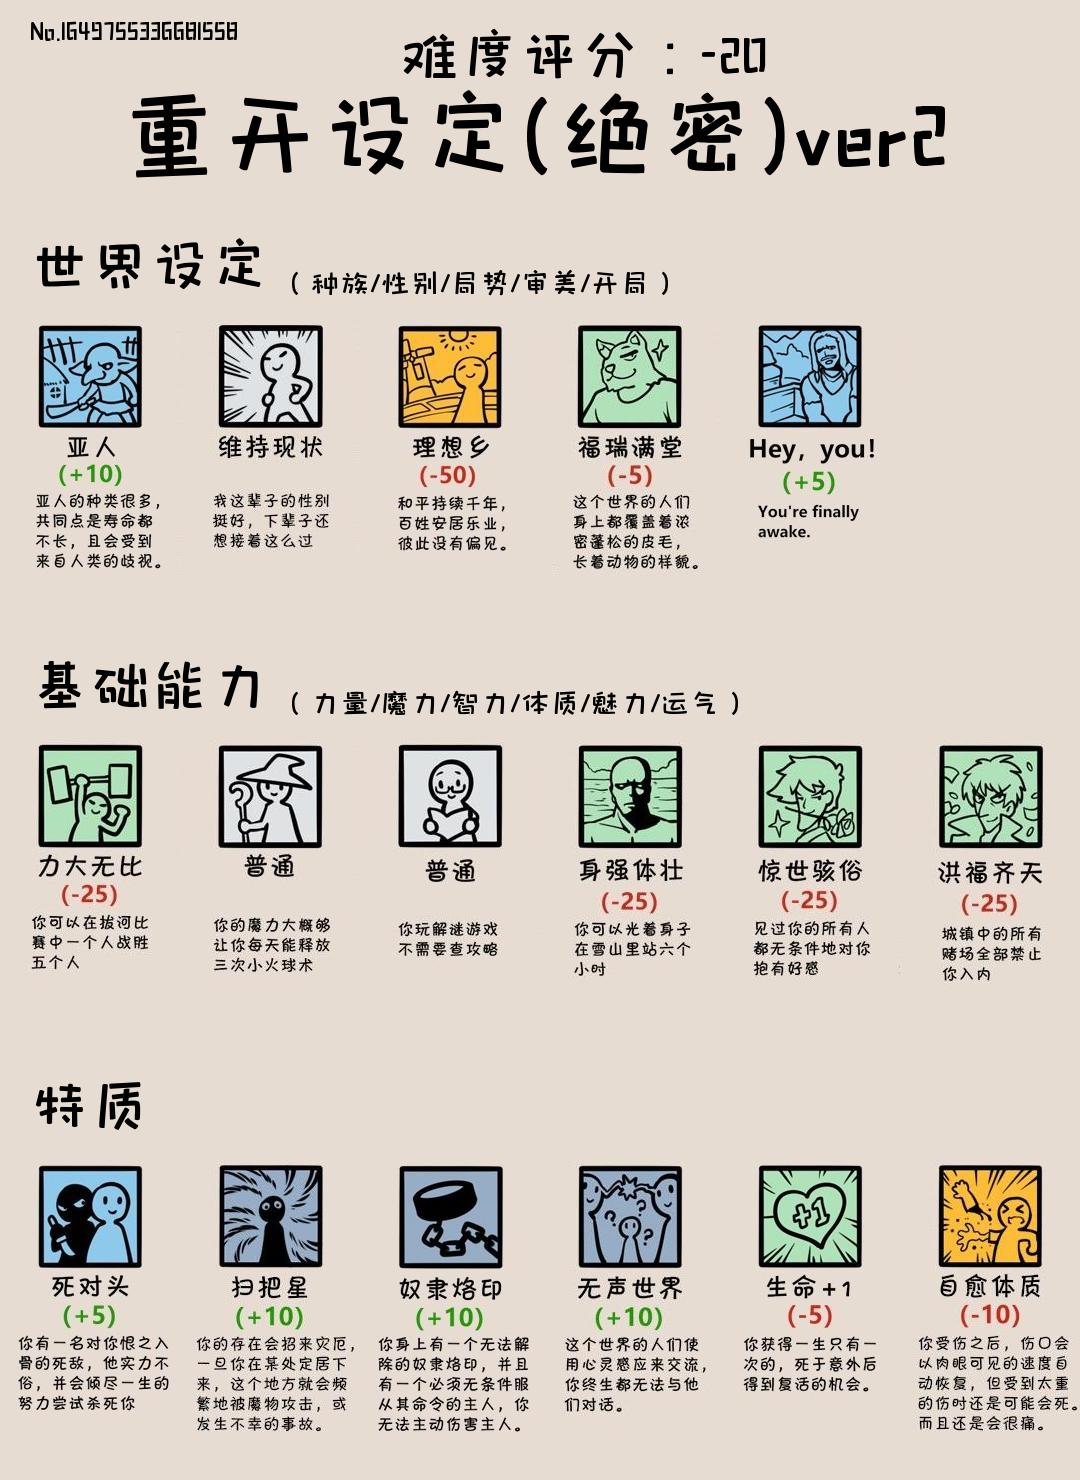 No.1649755336681558
难度评分：-20
重开设定(绝密)ver2
世界设定 （种族/性别/局势/审美/开局）
亚人
(+10)
亚人的种类很多，
共同点是寿命都
不长，且会受到
来自人类的歧视。
维持现状
我这辈子的性别
挺好，下辈子还
想接着这么过
理想乡
(-50)
和平持续千年，
百姓安居乐业，
彼此没有偏见。
福瑞满堂
(-5)
这个世界的人们
身上都覆盖着浓
密蓬松的皮毛，
长着动物的样貌。
Hey, you!
(+5)
You're finally
awake.
基础能力 （力量/魔力/智力/体质/魅力/运气）
力大无比
(-25)
你可以在拔河比
赛中一个人战胜
五个人
普通
你的魔力大概够
让你每天能释放
三次小火球术
普通
你玩解谜游戏
不需要查攻略
身强体壮
(-25)
你可以光着身子
在雪山里站六个
小时
惊世骇俗
(-25)
见过你的所有人
都无条件地对你
抱有好感
洪福齐天
(-25)
城镇中的所有
赌场全部禁止
你入内
特质
死对头
(+5)
你有一名对你恨之入
骨的死敌，他实力不
俗，并会倾尽一生的
努力尝试杀死你
扫把星
(+10)
你的存在会招来灾厄，
一旦你在某处定居下
来，这个地方就会频
繁地被魔物攻击，或
发生不幸的事故。
奴隶烙印
(+10)
你身上有一个无法解
除的奴隶烙印，并且
有一个必须无条件服
从其命令的主人，你
无法主动伤害主人。
无声世界
(+10)
这个世界的人们使
用心灵感应来交流，
你终生都无法与他
们对话。
+1
生命+1
(-5)
你获得一生只有一
次的，死于意外后
得到复活的机会。
自愈体质
(-10)
你受伤之后，伤口会
以肉眼可见的速度自
动恢复，但受到太重
的伤时还是可能会死。
而且还是会很痛。